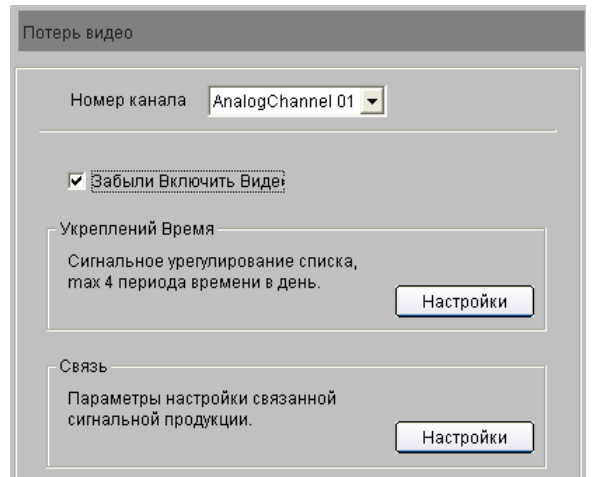 Потерь видео
Номер канала AnalogChannel 01
Забыли Включить Виде
Укреплений Время
Сигнальное урегулирование списка,
max 4 периода времени в день.
Настройки
Связь
Параметры настройки связанной
сигнальной продукции.
Настройки